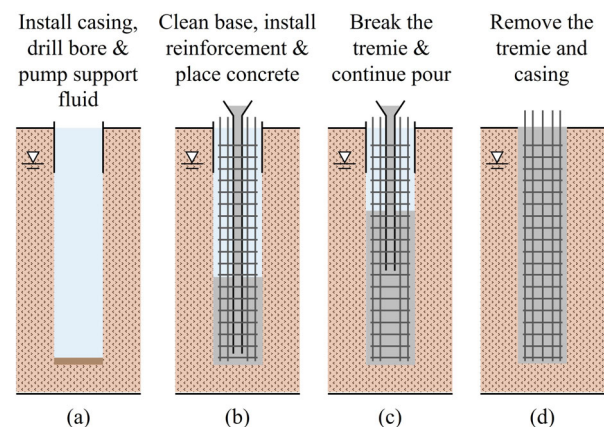 Install casing,
drill bore &
pump support
fluid
Clean base, install
reinforcement &
place concrete
Break the
tremie &
continue pour
Remove the
tremie and
casing
(a)
(b)
(c)
(d)